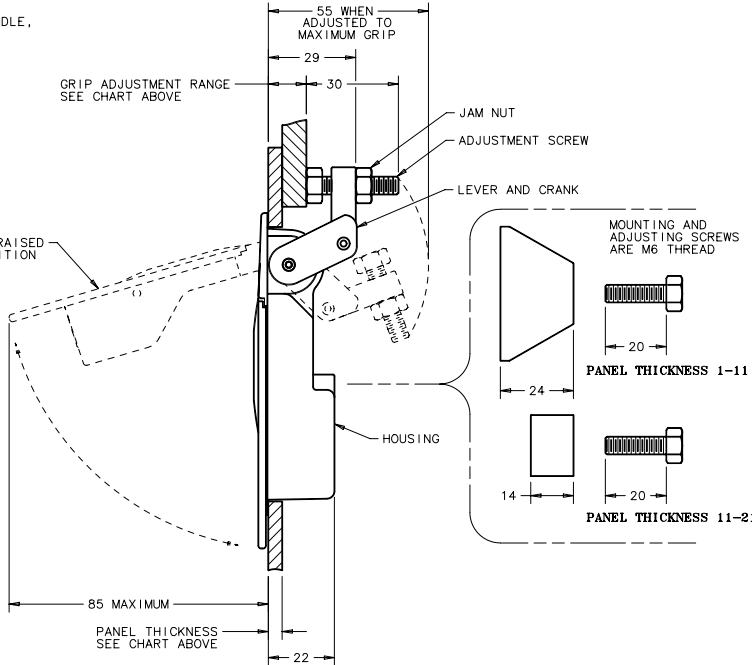 DLE,
55 WHEN
ADJUSTED TO
MAXIMUM GRIP
29
GRIP ADJUSTMENT RANGE
SEE CHART ABOVE
30
JAM NUT
ADJUSTMENT SCREW
LEVER AND CRANK
RAISED
ITION
MOUNTING AND
ADJUSTING SCREWS
ARE M6 THREAD
20
PANEL THICKNESS 1-11
24
HOUSING
14
20
PANEL THICKNESS 11-21
85 MAXIMUM
PANEL THICKNESS
SEE CHART ABOVE
22